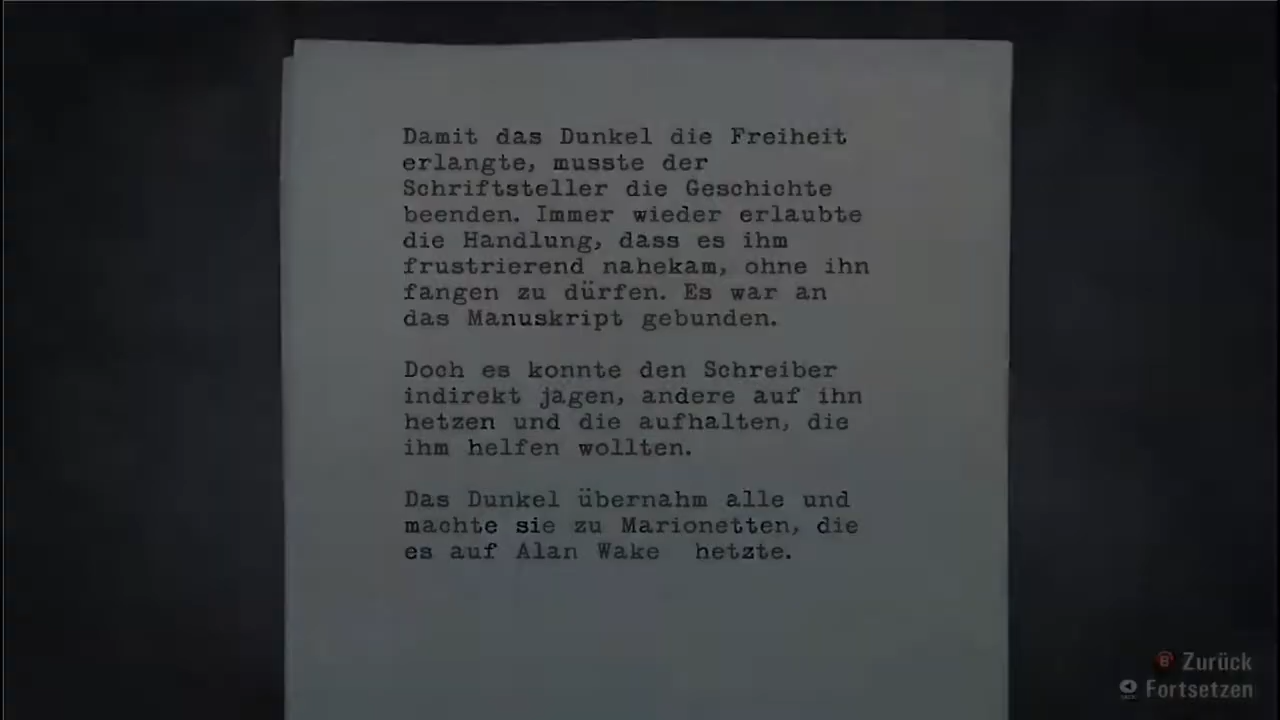 Damit das Dunkel die Freiheit
erlangte, musste der
Schriftsteller die Geschichte
beenden. Immer wieder erlaubte
die Handlung, dass es ihm
frustrierend nahekam, ohne ihn
fangen zu dürfen. Es war an
das Manuskript gebunden.
Doch es konnte den Schreiber
indirekt jagen, andere auf ihn
hetzen und die aufhalten, die
ihm helfen wollten.
Das Dunkel übernahm alle und
machte sie zu Marionetten, die
es auf Alan Wake hetzte.
B Zurück
Fortsetzen